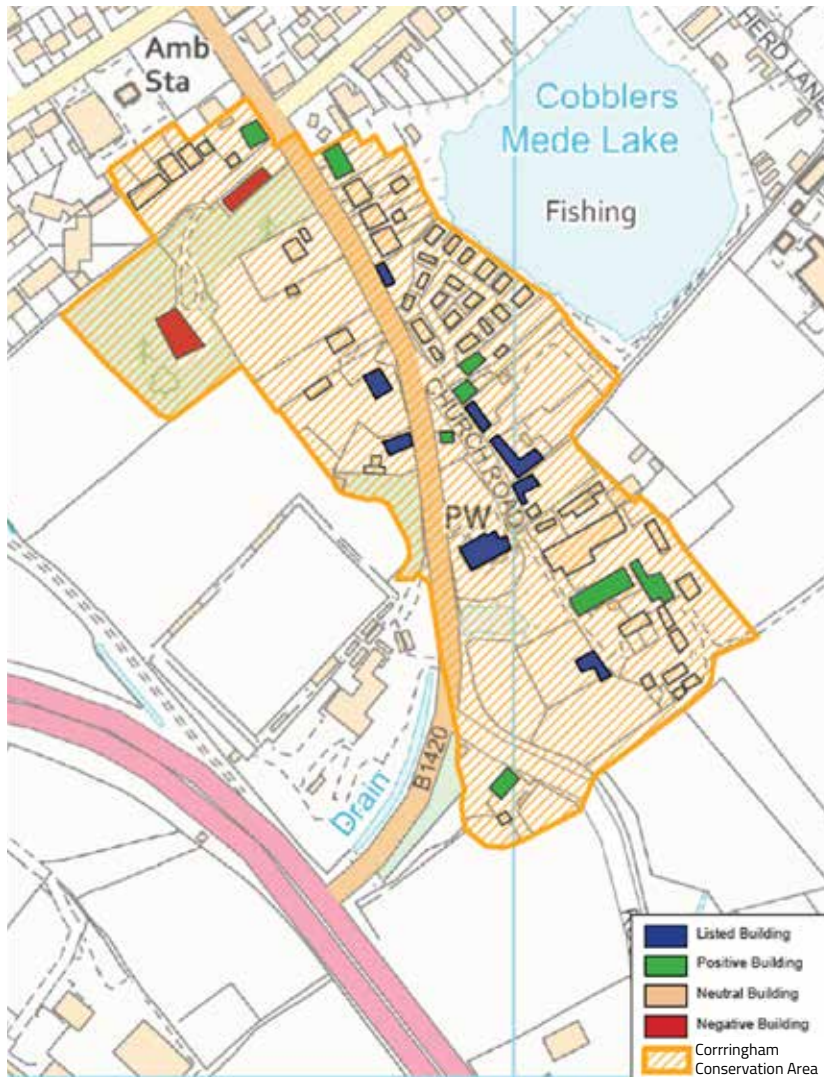 Amb
Sta
HERD LANE
Cobblers
Mede Lake
Fishing
CHURCH ROAD
PW
B1420
Drain
Listed Building
Positive Building
Neutral Building
Negative Building
Corrringham
Conservation Area